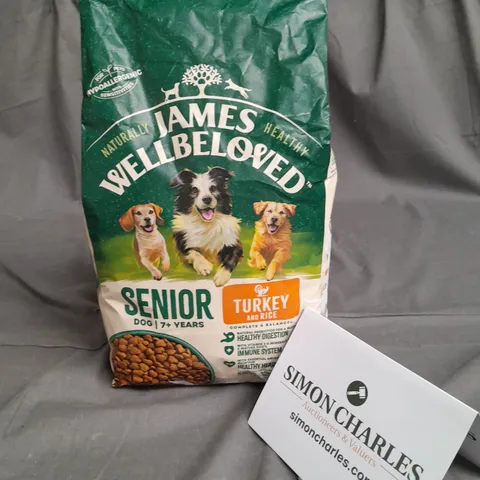 HYPOALLERGENIC
NATURALLY HEALTHY
JAMES
WELLBELOVED
SENIOR
DOG | 7+ YEARS
TURKEY
AND RICE
COMPLETE & BALANCED
HEALTHY DIGESTION
IMMUNE SYSTEM
HEALTHY
SIMON CHARLES
Auctioneers & Valuers
simoncharles.com